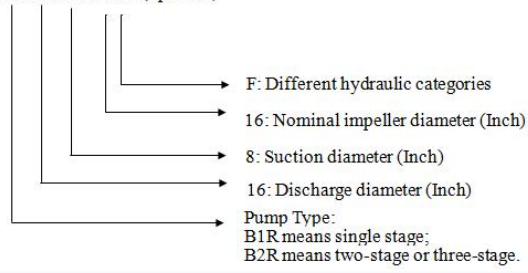 F: Different hydraulic categories
16: Nominal impeller diameter (Inch)
8: Suction diameter (Inch)
16: Discharge diameter (Inch)
Pump Type:
B1R means single stage;
B2R means two-stage or three-stage.